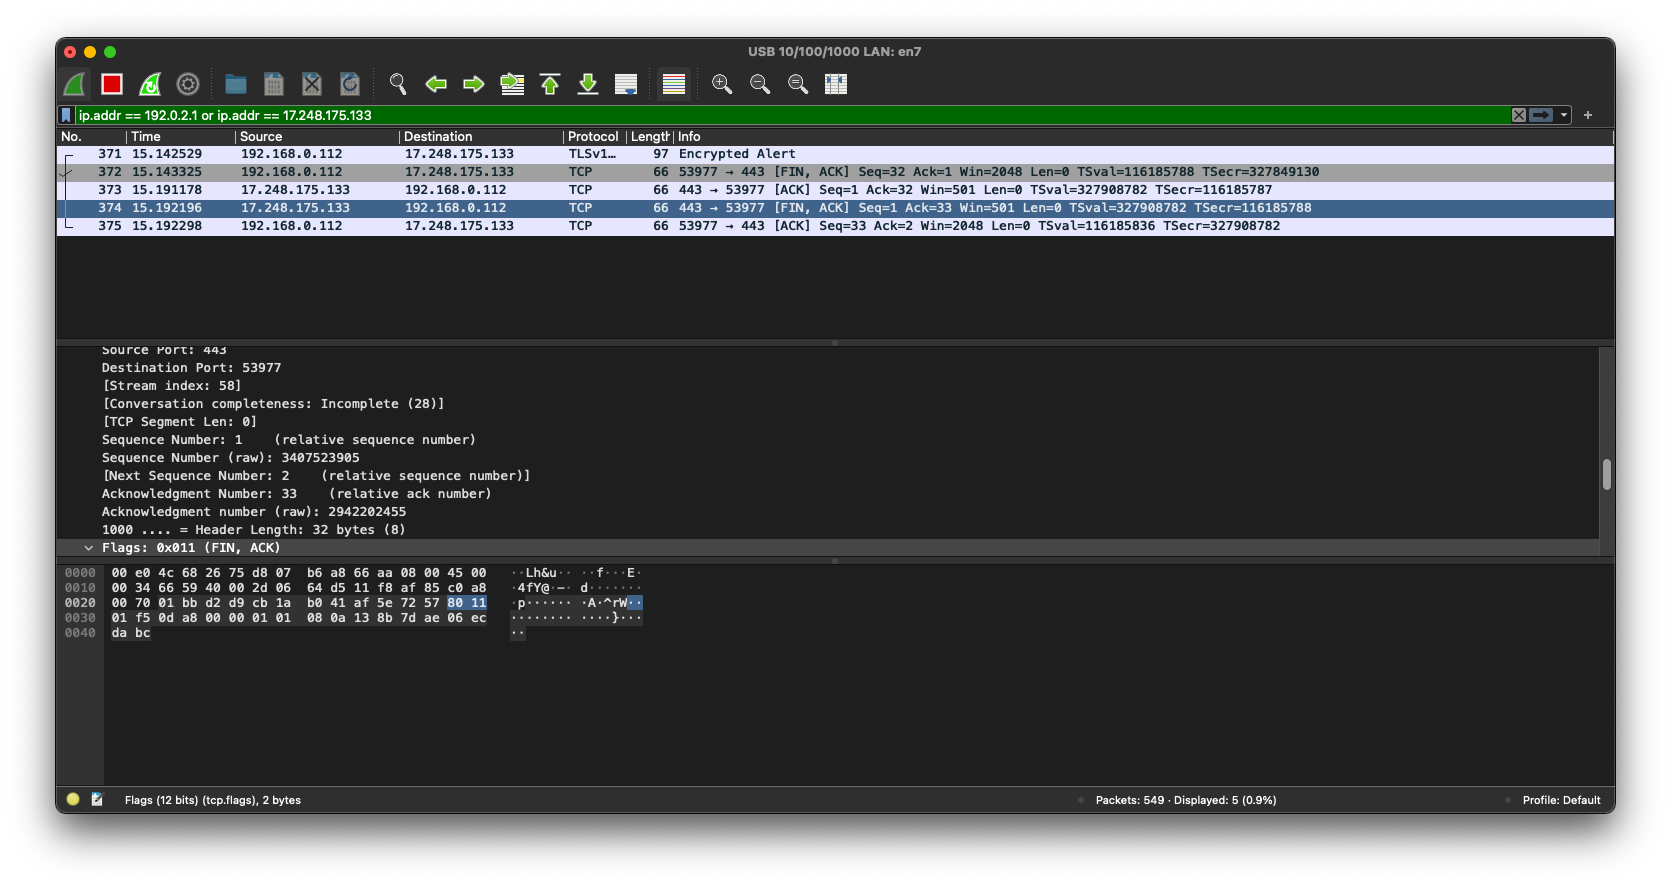 USB 10/100/1000 LAN: en7
ip.addr == 192.0.2.1 or ip.addr == 17.248.175.133
No. Time Source Destination Protocol Length Info
371 15.142529 192.168.0.112 17.248.175.133 TLSv1… 97 Encrypted Alert
372 15.143325 192.168.0.112 17.248.175.133 TCP 66 53977 → 443 [FIN, ACK] Seq=32 Ack=1 Win=2048 Len=0 TSval=116185788 TSecr=327849130
373 15.191178 17.248.175.133 192.168.0.112 TCP 66 443 → 53977 [ACK] Seq=1 Ack=32 Win=501 Len=0 TSval=327908782 TSecr=116185787
374 15.192196 17.248.175.133 192.168.0.112 TCP 66 443 → 53977 [FIN, ACK] Seq=1 Ack=33 Win=501 Len=0 TSval=327908782 TSecr=116185788
375 15.192298 192.168.0.112 17.248.175.133 TCP 66 53977 → 443 [ACK] Seq=33 Ack=2 Win=2048 Len=0 TSval=116185836 TSecr=327908782
Source Port: 443
Destination Port: 53977
[Stream index: 58]
[Conversation completeness: Incomplete (28)]
[TCP Segment Len: 0]
Sequence Number: 1 (relative sequence number)
Sequence Number (raw): 3407523905
[Next Sequence Number: 2 (relative sequence number)]
Acknowledgment Number: 33 (relative ack number)
Acknowledgment number (raw): 2942202455
1000 .... = Header Length: 32 bytes (8)
Flags: 0x011 (FIN, ACK)
0000 00 e0 4c 68 26 75 d8 07 b6 a8 66 aa 08 00 45 00 ··Lh&u·· ··f···E·
0010 00 34 66 59 40 00 2d 06 64 d5 11 f8 af 85 c0 a8 ·4fY@·-· d·······
0020 00 70 01 bb d2 d9 cb 1a b0 41 af 5e 72 57 80 11 ·p······ ·A·^rW··
0030 01 f5 0d a8 00 00 01 01 08 0a 13 8b 7d ae 06 ec ········ ····}···
0040 da bc ··
Flags (12 bits) (tcp.flags), 2 bytes
Packets: 549 · Displayed: 5 (0.9%)
Profile: Default